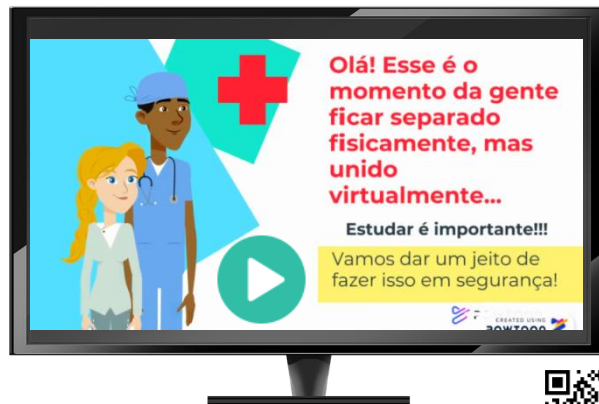 Olá! Esse é o
momento da gente
ficar separado
fisicamente, mas
unido
virtualmente...
Estudar é importante!!!
Vamos dar um jeito de
fazer isso em segurança!
CREATED USING